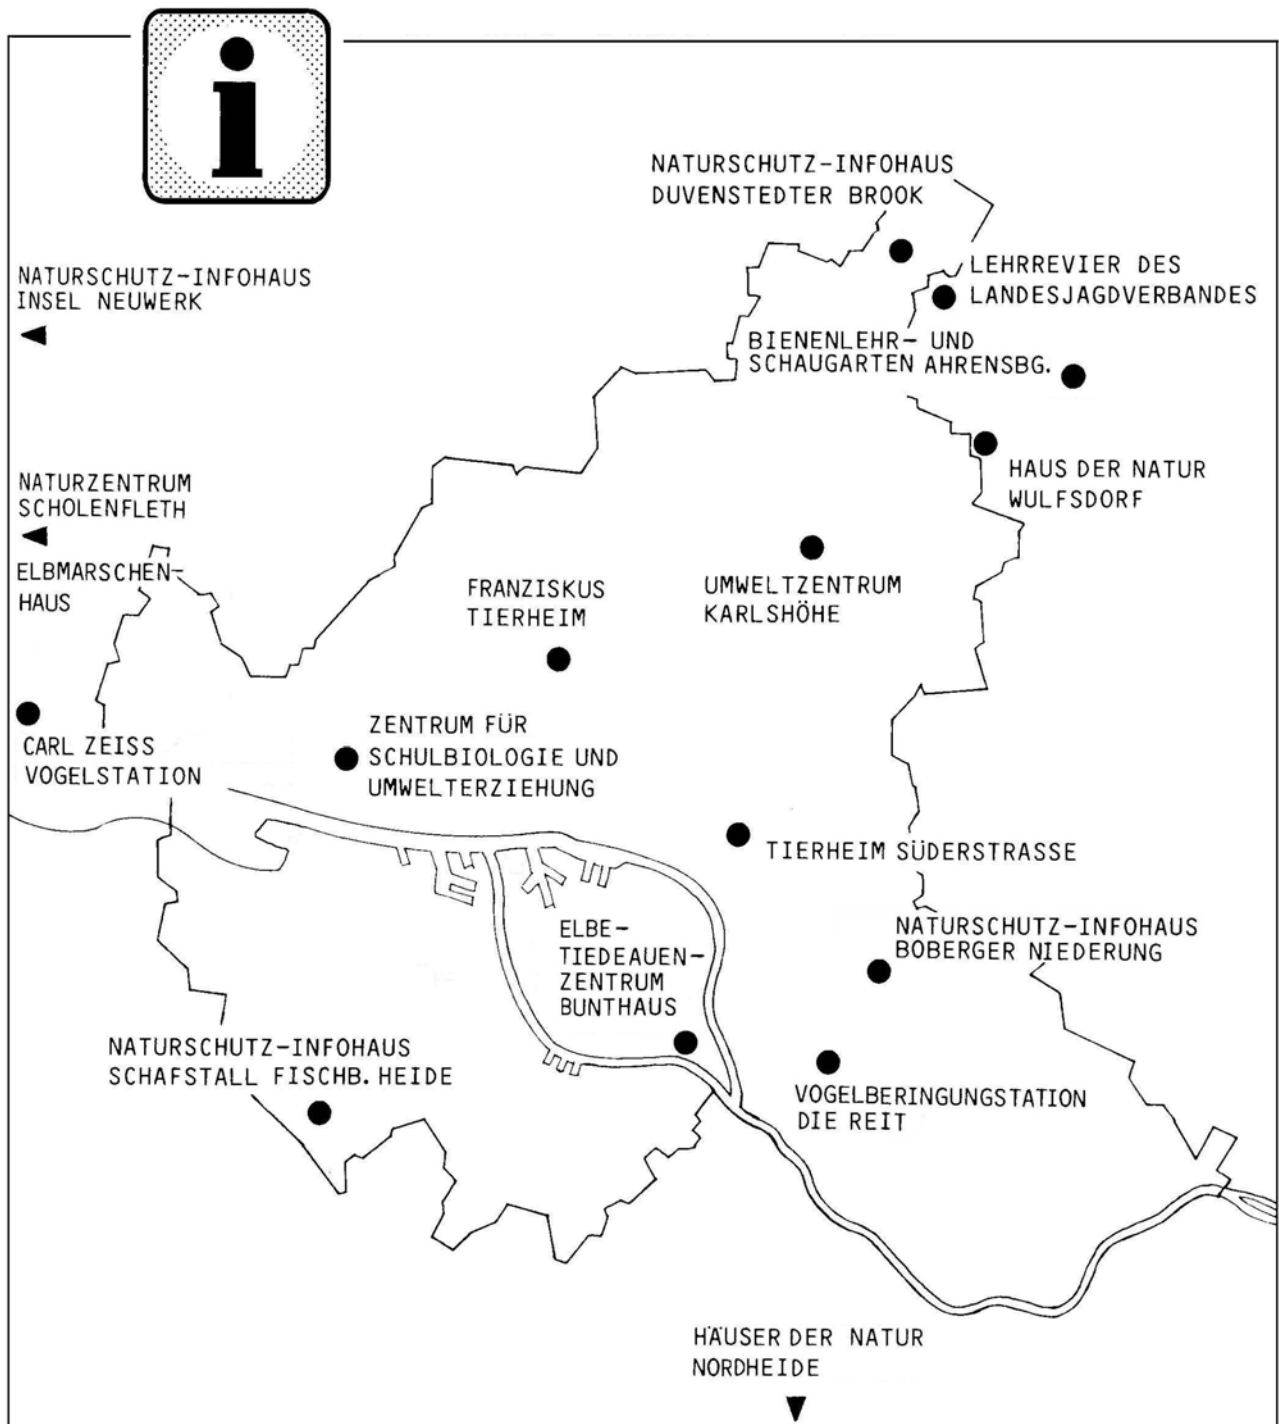 i
NATURSCHUTZ-INFOHAUS
DUVENSTEDTER BROOK
LEHRREVIER DES
LANDESJAGDVERBANDES
NATURSCHUTZ-INFOHAUS
INSEL NEUWERK
BIENENLEHR- UND
SCHAUGARTEN AHRENSBG.
HAUS DER NATUR
WULFSDORF
NATURZENTRUM
SCHOLENFLETH
ELBMARSCHEN-
HAUS
FRANZISKUS
TIERHEIM
UMWELTZENTRUM
KARLSHÖHE
CARL ZEISS
VOGELSTATION
ZENTRUM FÜR
SCHULBIOLOGIE UND
UMWELTERZIEHUNG
TIERHEIM SÜDERSTRASSE
NATURSCHUTZ-INFOHAUS
BOBERGER NIEDERUNG
ELBE-
TIEDEAUEN-
ZENTRUM
BUNTHAUS
NATURSCHUTZ-INFOHAUS
SCHAFSTALL FISCHB. HEIDE
VOGELBERINGUNGSTATION
DIE REIT
HÄUSER DER NATUR
NORDHEIDE